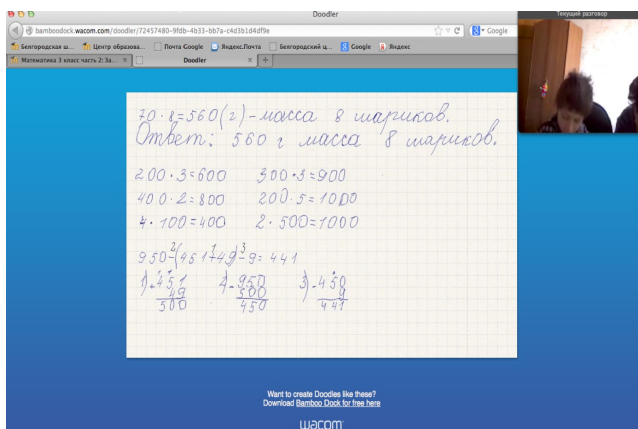 Doodler
Текущий разговор
bamboodock.wacom.com/doodler/72457480-9fdb-4b33-bb7a-c4d3b1d4df9e
Google
Белгородская ш... Центр образова... Почта Google Яндекс.Почта Белгородский ц... Google Яндекс
Математика 3 класс часть 2: За... Doodler
70·8=560(г)-масса 8 шариков.
Ответ: 560 г масса 8 шариков.
200·3=600 300·3=900
400·2=800 200·5=1000
4·100=400 2·500=1000
950-(451+49)-9=441
1) +451 2) -950 3) -450
49 500 9
500 450 441
Want to create Doodles like these?
Download Bamboo Dock for free here
wacom